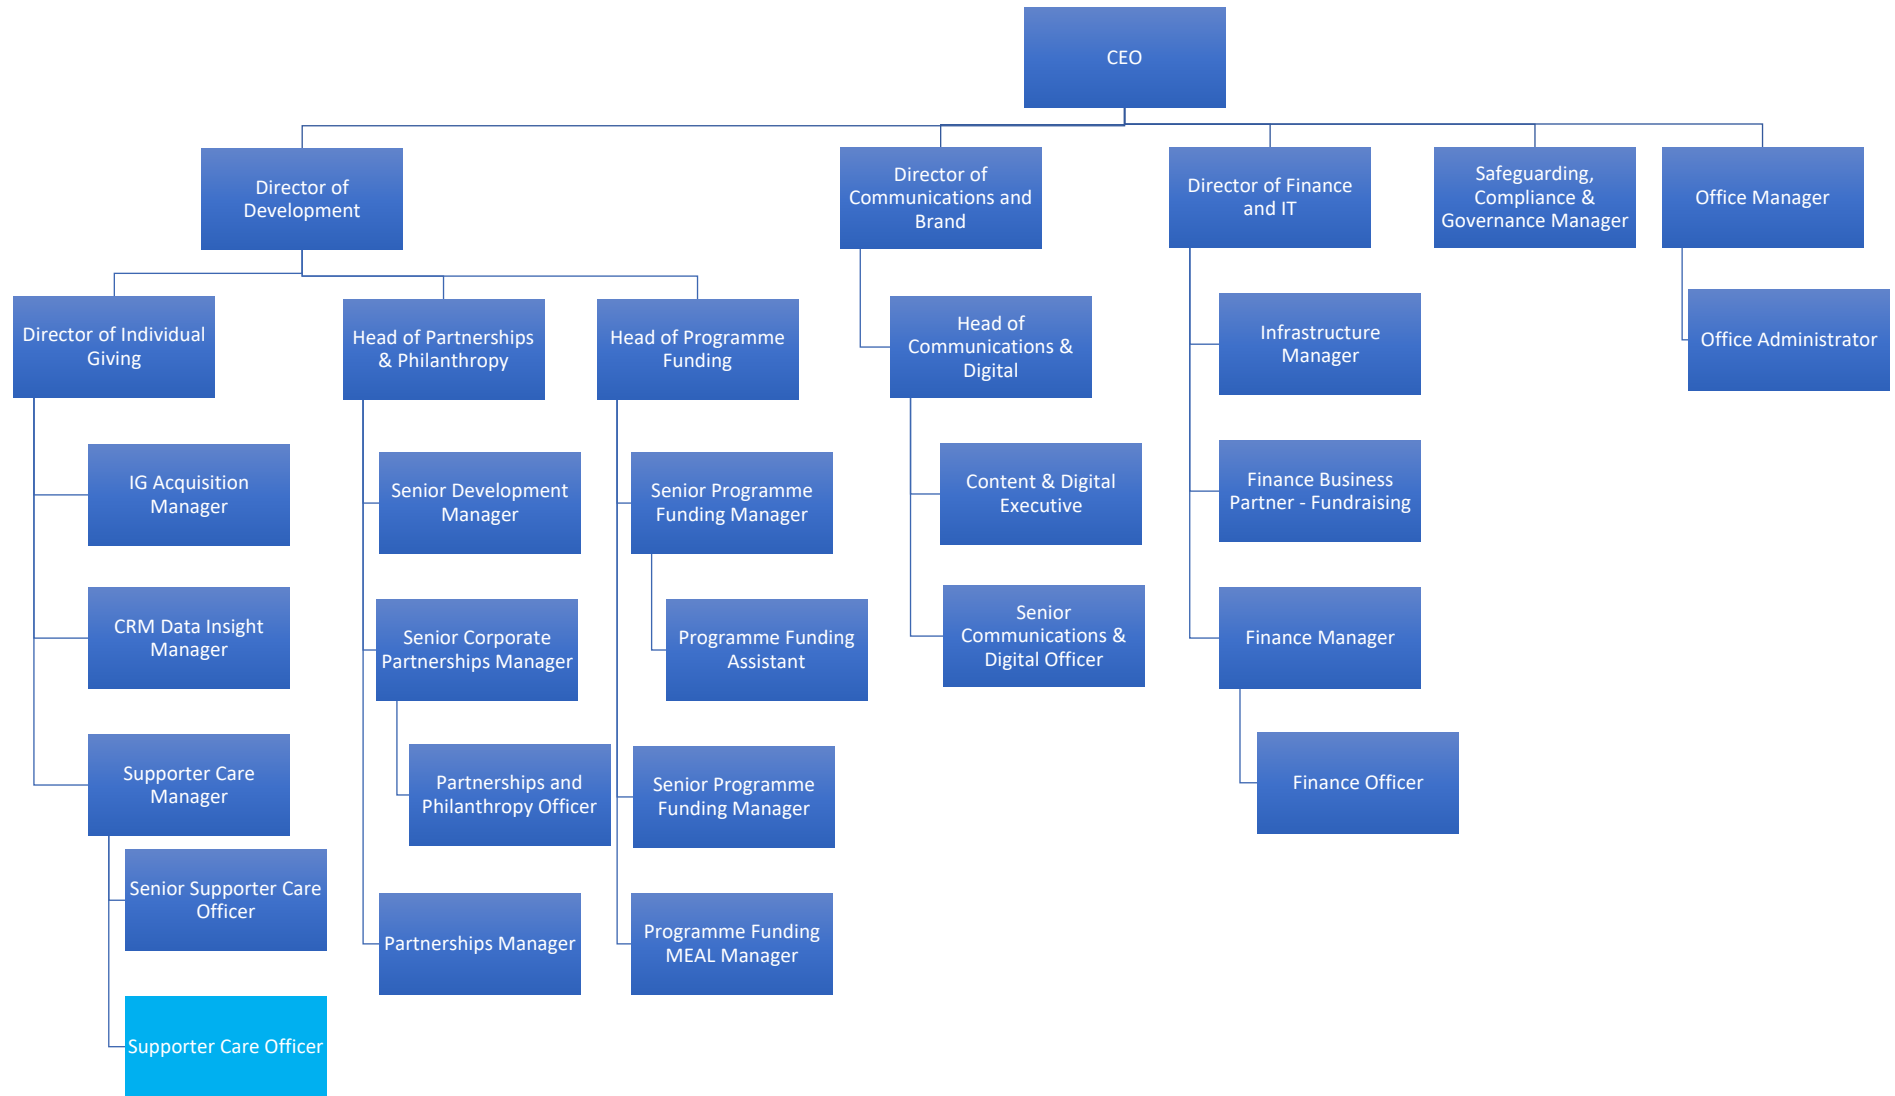 CEO
Director of
Development
Director of
Communications and
Brand
Director of Finance
and IT
Safeguarding,
Compliance &
Governance Manager
Office Manager
Director of Individual
Giving
Head of Partnerships
& Philanthropy
Head of Programme
Funding
Head of
Communications &
Digital
Infrastructure
Manager
Office Administrator
IG Acquisition
Manager
Senior Development
Manager
Senior Programme
Funding Manager
Content & Digital
Executive
Finance Business
Partner - Fundraising
CRM Data Insight
Manager
Senior Corporate
Partnerships Manager
Programme Funding
Assistant
Senior
Communications &
Digital Officer
Finance Manager
Supporter Care
Manager
Partnerships and
Philanthropy Officer
Senior Programme
Funding Manager
Finance Officer
Senior Supporter Care
Officer
Partnerships Manager
Programme Funding
MEAL Manager
Supporter Care Officer